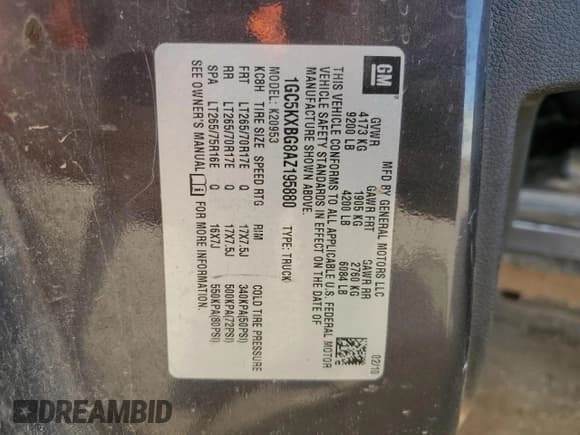 GM
MFD BY GENERAL MOTORS LLC
02/10
GVWR GAWR FRT GAWR RR
4173 KG 1905 KG 2760 KG
9200 LB 4200 LB 6084 LB
THIS VEHICLE CONFORMS TO ALL APPLICABLE U.S. FEDERAL MOTOR
VEHICLE SAFETY STANDARDS IN EFFECT ON THE DATE OF
MANUFACTURE SHOWN ABOVE.
1GC5KXBG8AZ195880 TYPE: TRUCK
MODEL: K20953
KC8H TIRE SIZE SPEED RTG RIM COLD TIRE PRESSURE
FRT LT265/70R17E Q 17X7.5J 340KPA(50PSI)
RR LT265/70R17E Q 17X7.5J 500KPA(72PSI)
SPA LT265/75R16E Q 16X7J 550KPA(80PSI)
SEE OWNER'S MANUAL FOR MORE INFORMATION.
DREAMBID